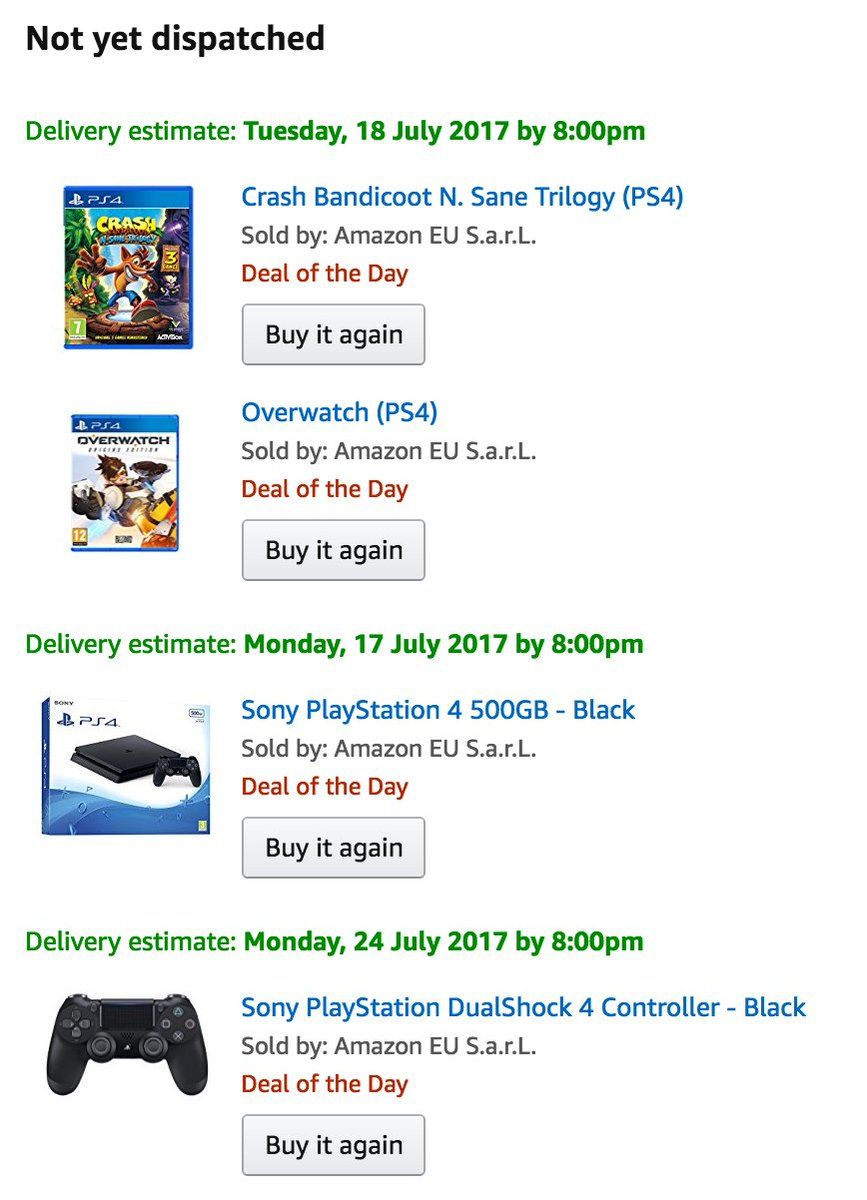 Not yet dispatched
Delivery estimate: Tuesday, 18 July 2017 by 8:00pm
PS4
CRASH
BANDICOOT
N. SANE TRILOGY
3
7
ACTIVISION
Crash Bandicoot N. Sane Trilogy (PS4)
Sold by: Amazon EU S.a.r.L.
Deal of the Day
Buy it again
PS4
OVERWATCH
ORIGINS EDITION
12
Overwatch (PS4)
Sold by: Amazon EU S.a.r.L.
Deal of the Day
Buy it again
Delivery estimate: Monday, 17 July 2017 by 8:00pm
SONY
PS4
Sony PlayStation 4 500GB - Black
Sold by: Amazon EU S.a.r.L.
Deal of the Day
Buy it again
Delivery estimate: Monday, 24 July 2017 by 8:00pm
Sony PlayStation DualShock 4 Controller - Black
Sold by: Amazon EU S.a.r.L.
Deal of the Day
Buy it again